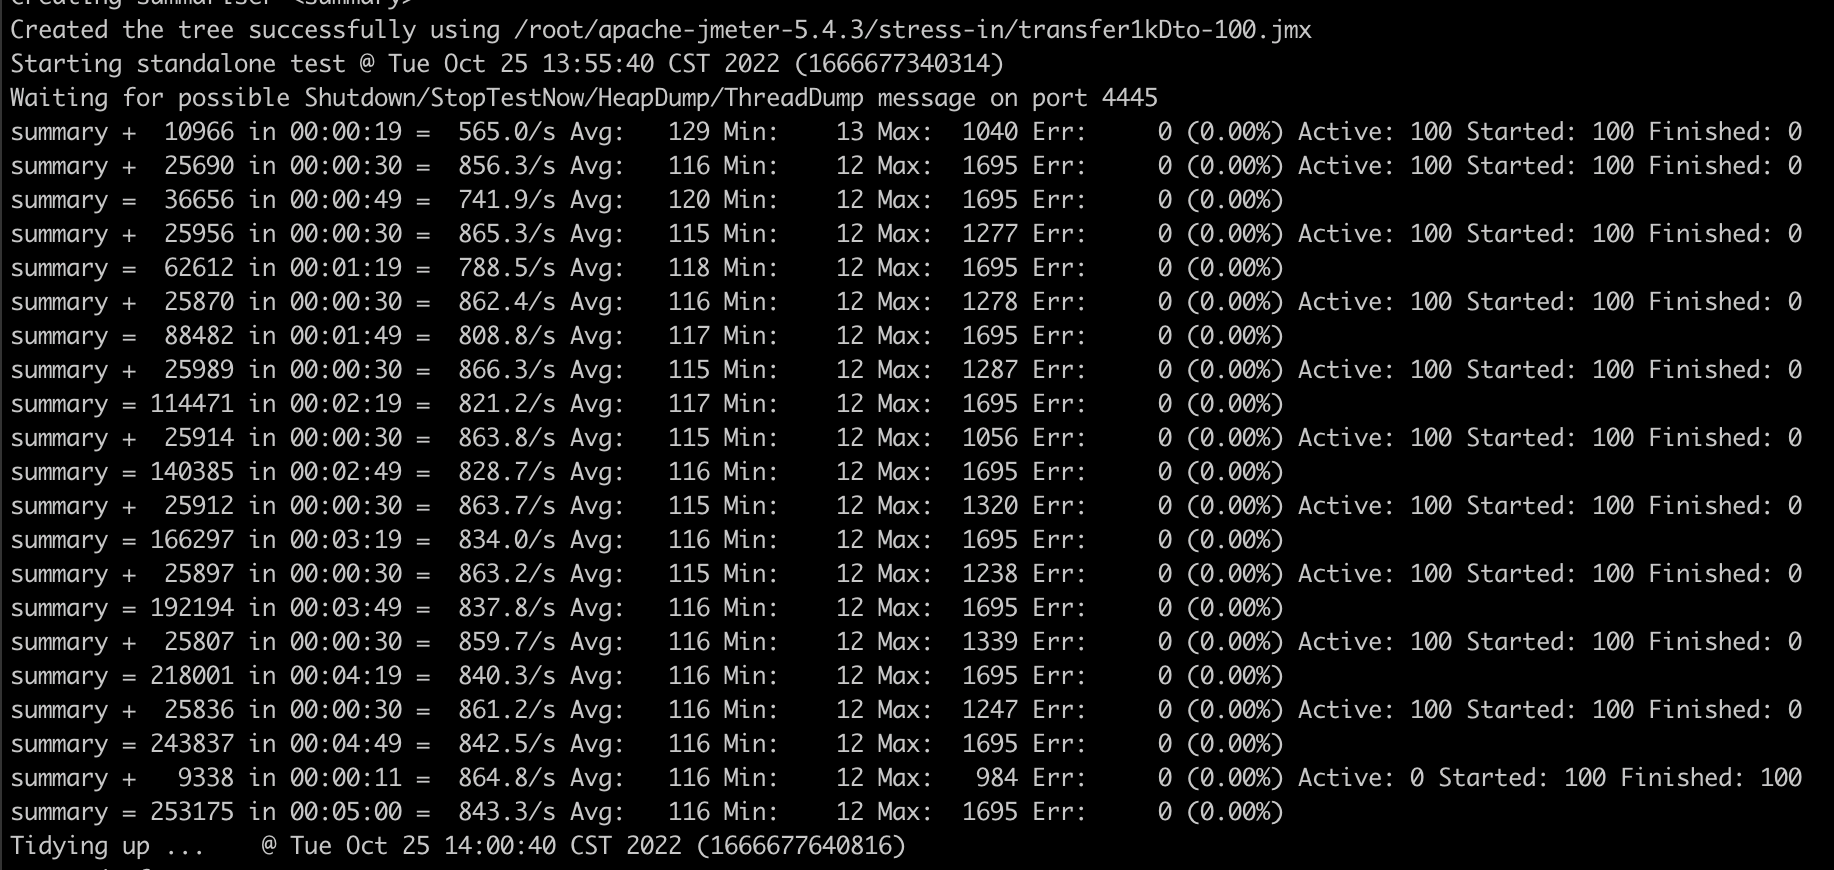 Creating summariser <summary>
Created the tree successfully using /root/apache-jmeter-5.4.3/stress-in/transfer1kDto-100.jmx
Starting standalone test @ Tue Oct 25 13:55:40 CST 2022 (1666677340314)
Waiting for possible Shutdown/StopTestNow/HeapDump/ThreadDump message on port 4445
summary +  10966 in 00:00:19 =  565.0/s Avg:   129 Min:    13 Max:  1040 Err:     0 (0.00%) Active: 100 Started: 100 Finished: 0
summary +  25690 in 00:00:30 =  856.3/s Avg:   116 Min:    12 Max:  1695 Err:     0 (0.00%) Active: 100 Started: 100 Finished: 0
summary =  36656 in 00:00:49 =  741.9/s Avg:   120 Min:    12 Max:  1695 Err:     0 (0.00%)
summary +  25956 in 00:00:30 =  865.3/s Avg:   115 Min:    12 Max:  1277 Err:     0 (0.00%) Active: 100 Started: 100 Finished: 0
summary =  62612 in 00:01:19 =  788.5/s Avg:   118 Min:    12 Max:  1695 Err:     0 (0.00%)
summary +  25870 in 00:00:30 =  862.4/s Avg:   116 Min:    12 Max:  1278 Err:     0 (0.00%) Active: 100 Started: 100 Finished: 0
summary =  88482 in 00:01:49 =  808.8/s Avg:   117 Min:    12 Max:  1695 Err:     0 (0.00%)
summary +  25989 in 00:00:30 =  866.3/s Avg:   115 Min:    12 Max:  1287 Err:     0 (0.00%) Active: 100 Started: 100 Finished: 0
summary = 114471 in 00:02:19 =  821.2/s Avg:   117 Min:    12 Max:  1695 Err:     0 (0.00%)
summary +  25914 in 00:00:30 =  863.8/s Avg:   115 Min:    12 Max:  1056 Err:     0 (0.00%) Active: 100 Started: 100 Finished: 0
summary = 140385 in 00:02:49 =  828.7/s Avg:   116 Min:    12 Max:  1695 Err:     0 (0.00%)
summary +  25912 in 00:00:30 =  863.7/s Avg:   115 Min:    12 Max:  1320 Err:     0 (0.00%) Active: 100 Started: 100 Finished: 0
summary = 166297 in 00:03:19 =  834.0/s Avg:   116 Min:    12 Max:  1695 Err:     0 (0.00%)
summary +  25897 in 00:00:30 =  863.2/s Avg:   115 Min:    12 Max:  1238 Err:     0 (0.00%) Active: 100 Started: 100 Finished: 0
summary = 192194 in 00:03:49 =  837.8/s Avg:   116 Min:    12 Max:  1695 Err:     0 (0.00%)
summary +  25807 in 00:00:30 =  859.7/s Avg:   116 Min:    12 Max:  1339 Err:     0 (0.00%) Active: 100 Started: 100 Finished: 0
summary = 218001 in 00:04:19 =  840.3/s Avg:   116 Min:    12 Max:  1695 Err:     0 (0.00%)
summary +  25836 in 00:00:30 =  861.2/s Avg:   116 Min:    12 Max:  1247 Err:     0 (0.00%) Active: 100 Started: 100 Finished: 0
summary = 243837 in 00:04:49 =  842.5/s Avg:   116 Min:    12 Max:  1695 Err:     0 (0.00%)
summary +   9338 in 00:00:11 =  864.8/s Avg:   116 Min:    12 Max:   984 Err:     0 (0.00%) Active: 0 Started: 100 Finished: 100
summary = 253175 in 00:05:00 =  843.3/s Avg:   116 Min:    12 Max:  1695 Err:     0 (0.00%)
Tidying up ...    @ Tue Oct 25 14:00:40 CST 2022 (1666677640816)